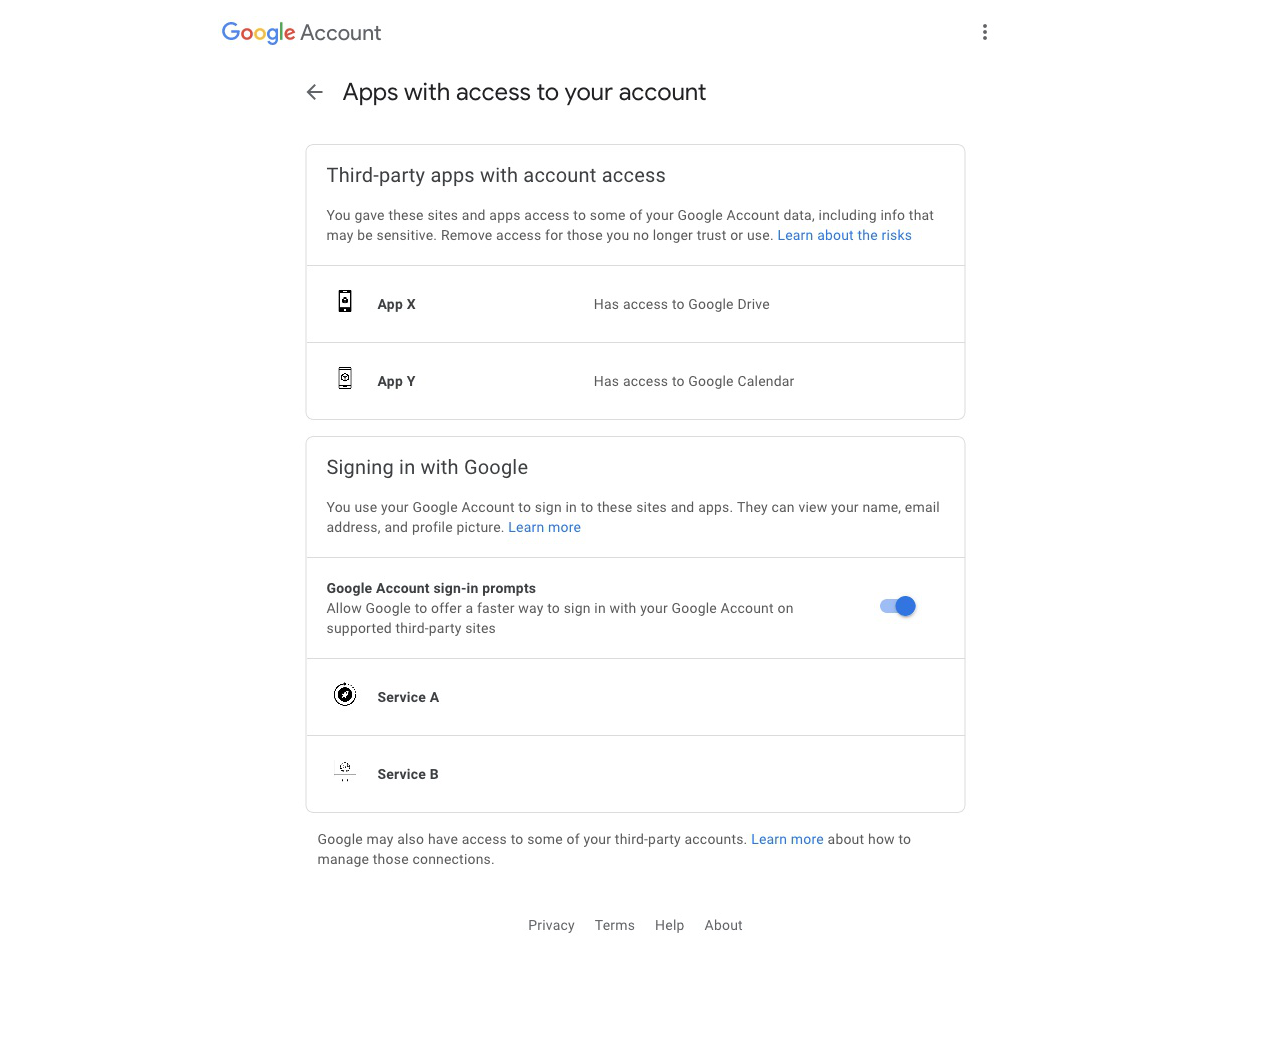 Google Account
Apps with access to your account
Third-party apps with account access
You gave these sites and apps access to some of your Google Account data, including info that
may be sensitive. Remove access for those you no longer trust or use. Learn about the risks
App X Has access to Google Drive
App Y Has access to Google Calendar
Signing in with Google
You use your Google Account to sign in to these sites and apps. They can view your name, email
address, and profile picture. Learn more
Google Account sign-in prompts
Allow Google to offer a faster way to sign in with your Google Account on
supported third-party sites
Service A
Service B
Google may also have access to some of your third-party accounts. Learn more about how to
manage those connections.
Privacy Terms Help About